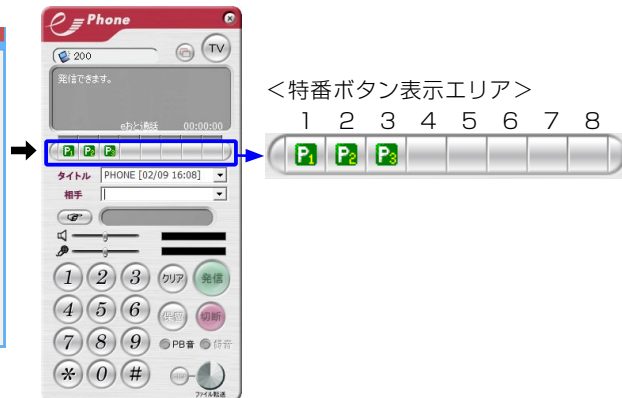 e-Phone
200
TV
発信できます。
eおと通話 00:00:00
P1 P2 P3
タイトル PHONE [02/09 16:08]
相手
1 2 3 クリア 発信
4 5 6 保留 切断
7 8 9 PB音 録音
* 0 #
ファイル転送
<特番ボタン表示エリア>
1 2 3 4 5 6 7 8
P1 P2 P3